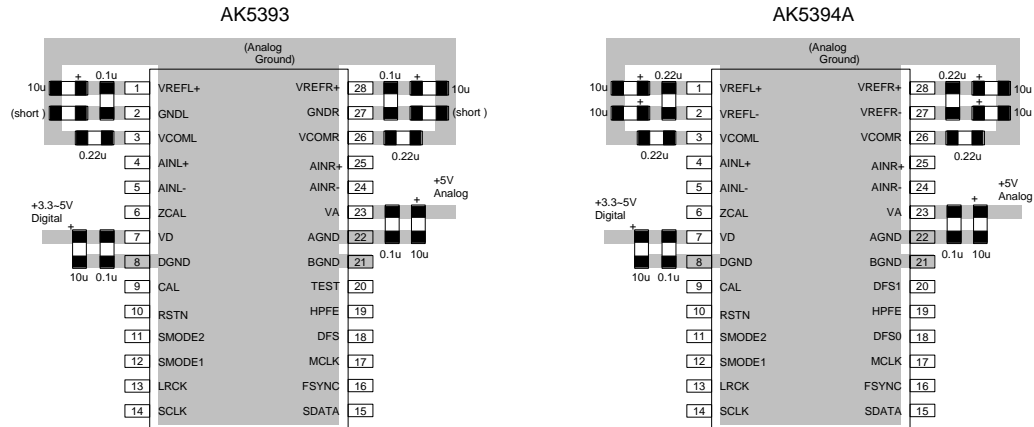 AK5393
(Analog
Ground)
10u + 0.1u
(short )
0.22u
0.1u +
10u
(short )
0.22u
1 VREFL+ VREFR+ 28
2 GNDL GNDR 27
3 VCOML VCOMR 26
4 AINL+ AINR+ 25
5 AINL- AINR- 24
6 ZCAL VA 23
7 VD AGND 22
8 DGND BGND 21
9 CAL TEST 20
10 RSTN HPFE 19
11 SMODE2 DFS 18
12 SMODE1 MCLK 17
13 LRCK FSYNC 16
14 SCLK SDATA 15
+3.3~5V
Digital
+
10u 0.1u
+5V
Analog
+
0.1u 10u
AK5394A
(Analog
Ground)
10u + 0.22u
10u +
0.22u
0.22u +
10u
+ 10u
0.22u
1 VREFL+ VREFR+ 28
2 VREFL- VREFR- 27
3 VCOML VCOMR 26
4 AINL+ AINR+ 25
5 AINL- AINR- 24
6 ZCAL VA 23
7 VD AGND 22
8 DGND BGND 21
9 CAL DFS1 20
10 RSTN HPFE 19
11 SMODE2 DFS0 18
12 SMODE1 MCLK 17
13 LRCK FSYNC 16
14 SCLK SDATA 15
+3.3~5V
Digital
+
10u 0.1u
+5V
Analog
+
0.1u 10u